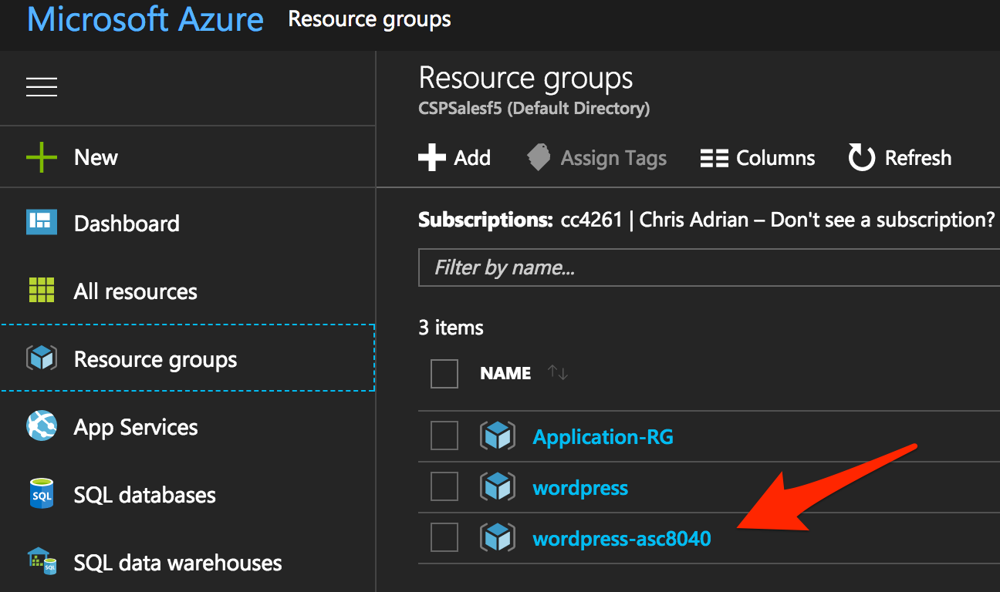 Microsoft Azure Resource groups
Resource groups
CSPSalesf5 (Default Directory)
New
Add Assign Tags Columns Refresh
Dashboard
Subscriptions: cc4261 | Chris Adrian – Don't see a subscription?
Filter by name...
All resources
3 items
Resource groups
NAME
App Services
Application-RG
SQL
SQL databases
wordpress
wordpress-asc8040
SQL
SQL data warehouses